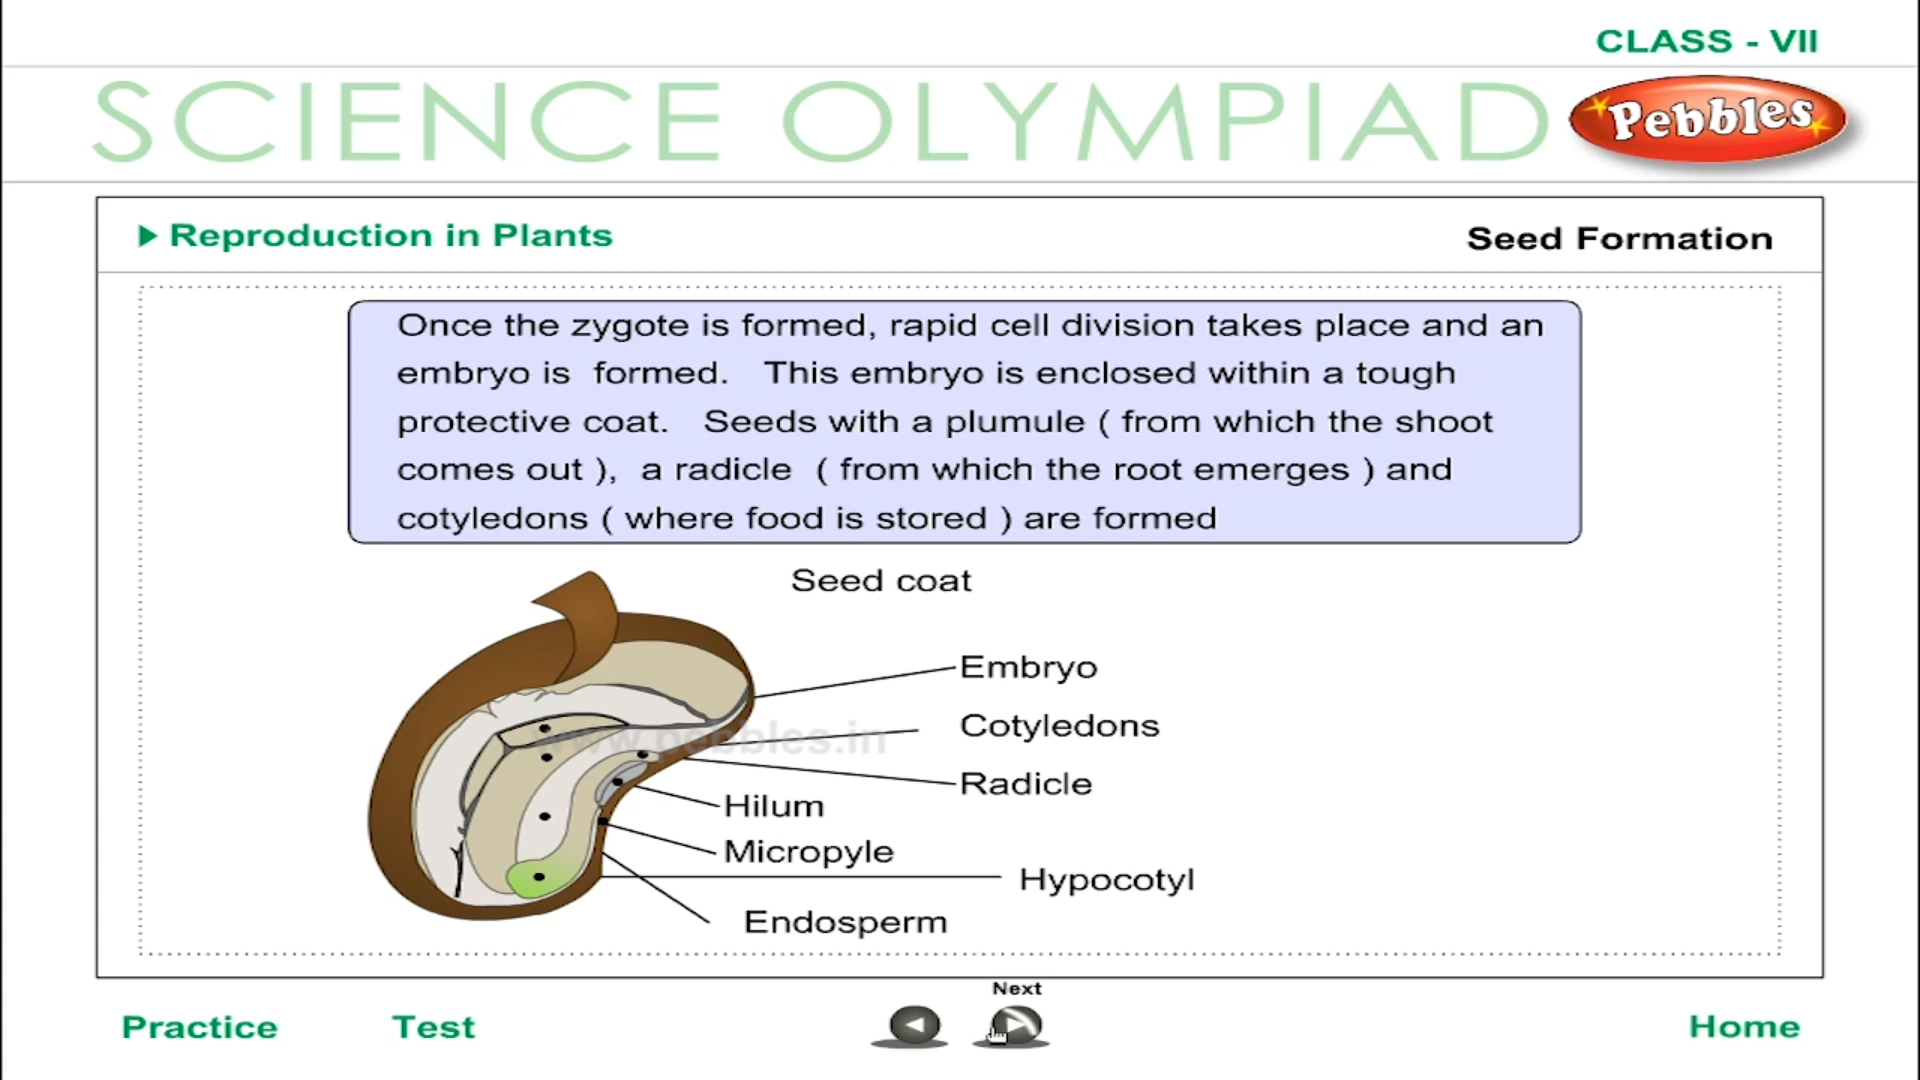 CLASS - VII
SCIENCE OLYMPIAD
Pebbles
Reproduction in Plants
Seed Formation
Once the zygote is formed, rapid cell division takes place and an
embryo is formed. This embryo is enclosed within a tough
protective coat. Seeds with a plumule ( from which the shoot
comes out ), a radicle ( from which the root emerges ) and
cotyledons ( where food is stored ) are formed
Seed coat
Embryo
Cotyledons
www.pebbles.in
Radicle
Hilum
Micropyle
Hypocotyl
Endosperm
Next
Practice
Test
Home